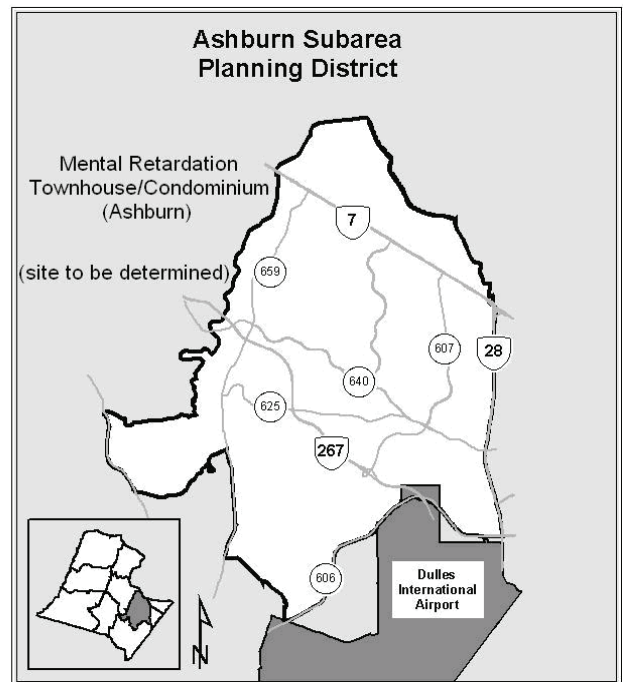 Ashburn Subarea
Planning District
Mental Retardation
Townhouse/Condominium
(Ashburn)
(site to be determined)
7
659
607
28
640
625
267
606
Dulles
International
Airport
N